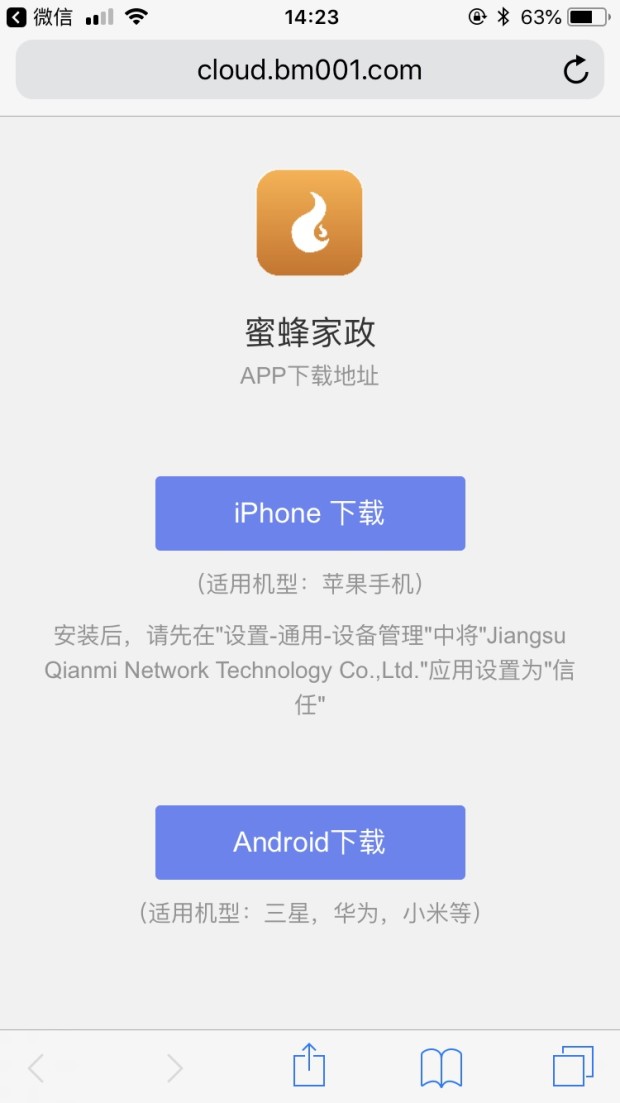 微信 14:23 63%
cloud.bm001.com
蜜蜂家政
APP下载地址
iPhone 下载
(适用机型：苹果手机)
安装后，请先在"设置-通用-设备管理"中将"Jiangsu
Qianmi Network Technology Co.,Ltd."应用设置为"信
任"
Android下载
(适用机型：三星，华为，小米等)